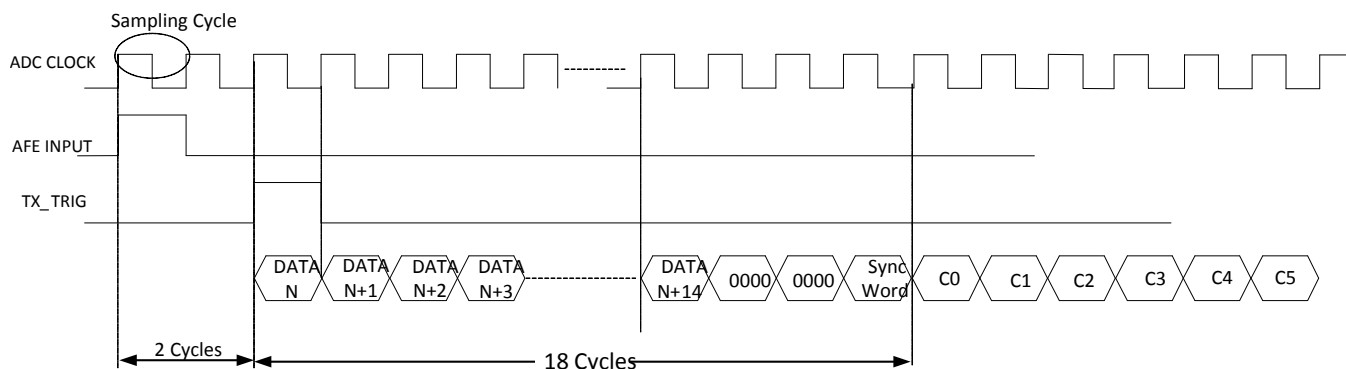 Sampling Cycle
ADC CLOCK
AFE INPUT
TX_TRIG
DATA
N
DATA
N+1
DATA
N+2
DATA
N+3
DATA
N+14
0000
0000
Sync
Word
C0
C1
C2
C3
C4
C5
2 Cycles
18 Cycles